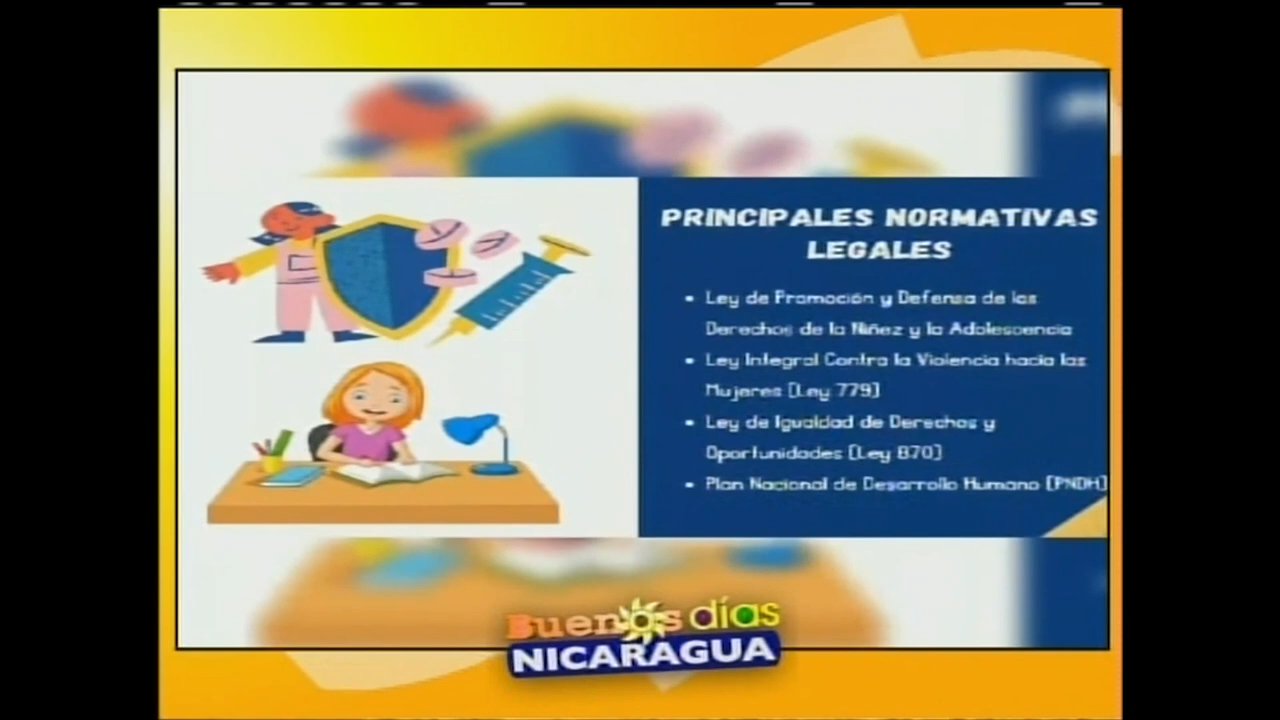 PRINCIPALES NORMATIVAS
LEGALES
• Ley de Promoción y Defensa de los
Derechos de la Niñez y la Adolescencia
• Ley Integral Contra la Violencia hacia las
Mujeres (Ley 779)
• Ley de Igualdad de Derechos y
Oportunidades (Ley 870)
• Plan Nacional de Desarrollo Humano (PNDH)
Buenos días
NICARAGUA